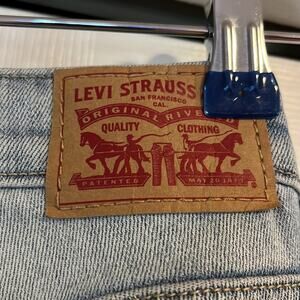 LEVI STRAUSS
SAN FRANCISCO
CAL.
ORIGINAL
QUALITY CLOTHING
PATENTED MAY 20 1873